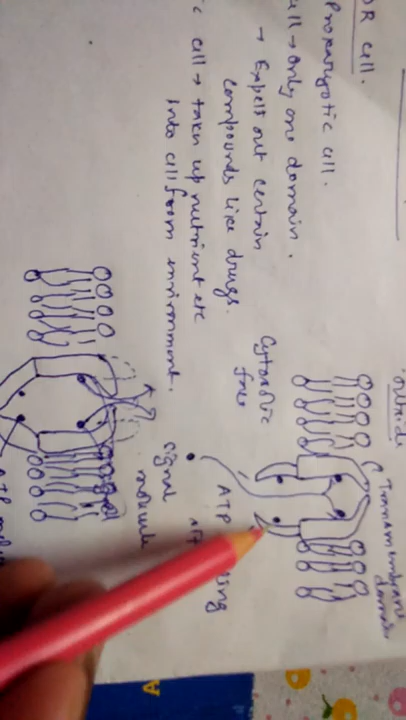 OR cell.
Prokaryotic cell.
cell → Only one domain.
→ Expell out certain
compounds like drugs.
c cell → taken up nutrient etc
into cell from environment.
outside
Transmembrane
domain
Cytosolic
face
ATP
signal
molecule
A